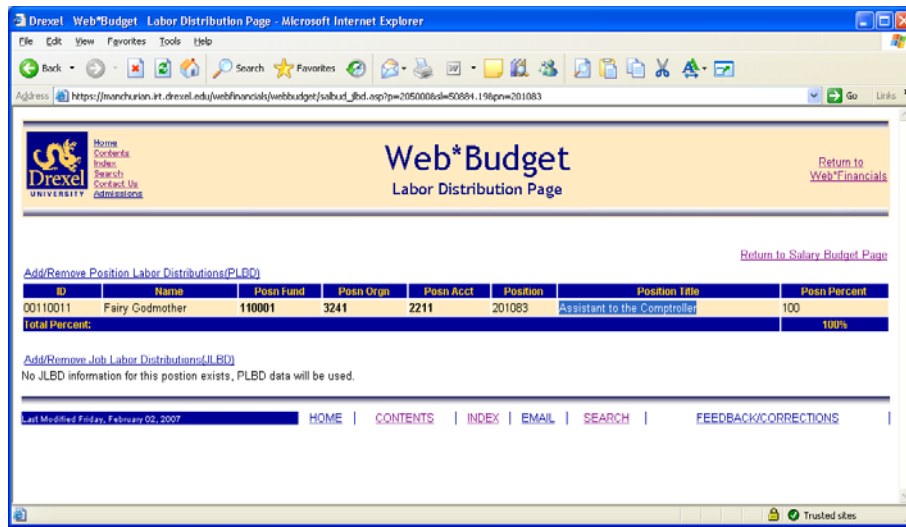 Drexel Web*Budget Labor Distribution Page - Microsoft Internet Explorer
File Edit View Favorites Tools Help
Back Search Favorites
Address https://manchurian.irt.drexel.edu/webfinancials/webbudget/salbud_jlbd.asp?p=205000&sl=50884.19&pn=201083 Go Links
Drexel
UNIVERSITY
Home
Contents
Index
Search
Contact Us
Admissions
Web*Budget
Labor Distribution Page
Return to
Web*Financials
Return to Salary Budget Page
Add/Remove Position Labor Distributions(PLBD)
ID Name Posn Fund Posn Orgn Posn Acct Position Position Title Posn Percent
00110011 Fairy Godmother 110001 3241 2211 201083 Assistant to the Comptroller 100
Total Percent: 100%
Add/Remove Job Labor Distributions(JLBD)
No JLBD information for this postion exists, PLBD data will be used.
Last Modified Friday, February 02, 2007 HOME | CONTENTS | INDEX | EMAIL | SEARCH | FEEDBACK/CORRECTIONS |
Trusted sites